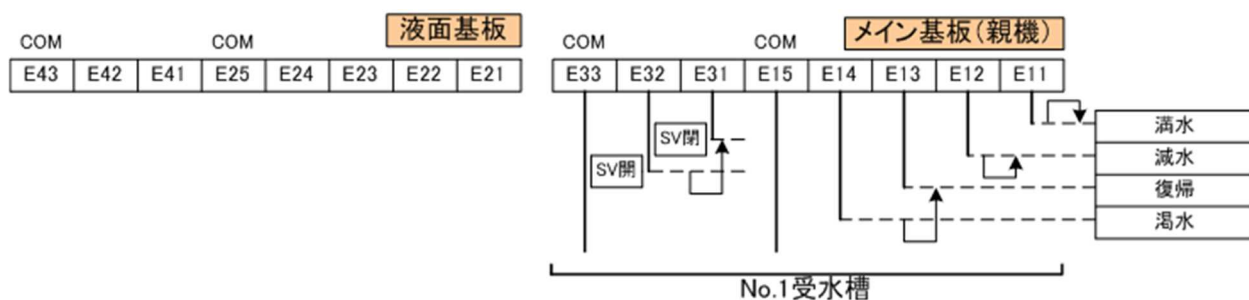 液面基板
メイン基板(親機)
COM COM COM COM
E43 E42 E41 E25 E24 E23 E22 E21 E33 E32 E31 E15 E14 E13 E12 E11
満水
SV閉
減水
SV開
復帰
渇水
No.1受水槽